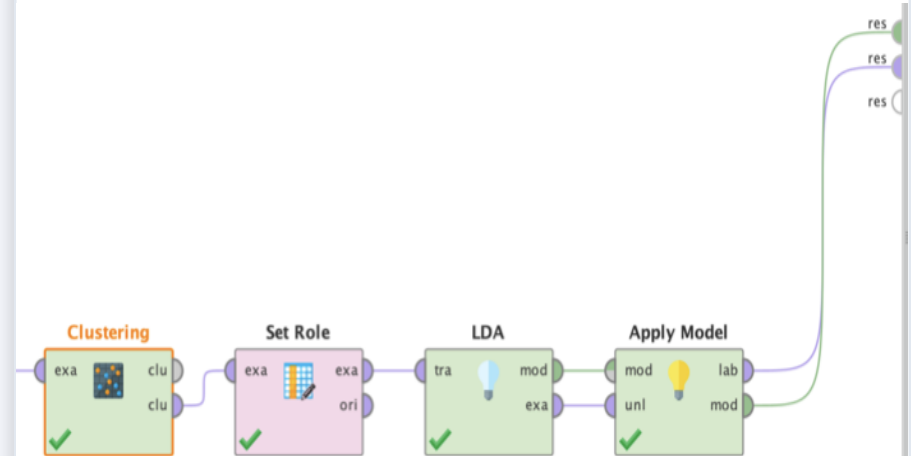 res
res
res
Clustering
Set Role
LDA
Apply Model
exa clu
exa exa
tra mod
mod lab
clu
ori
exa
unl mod